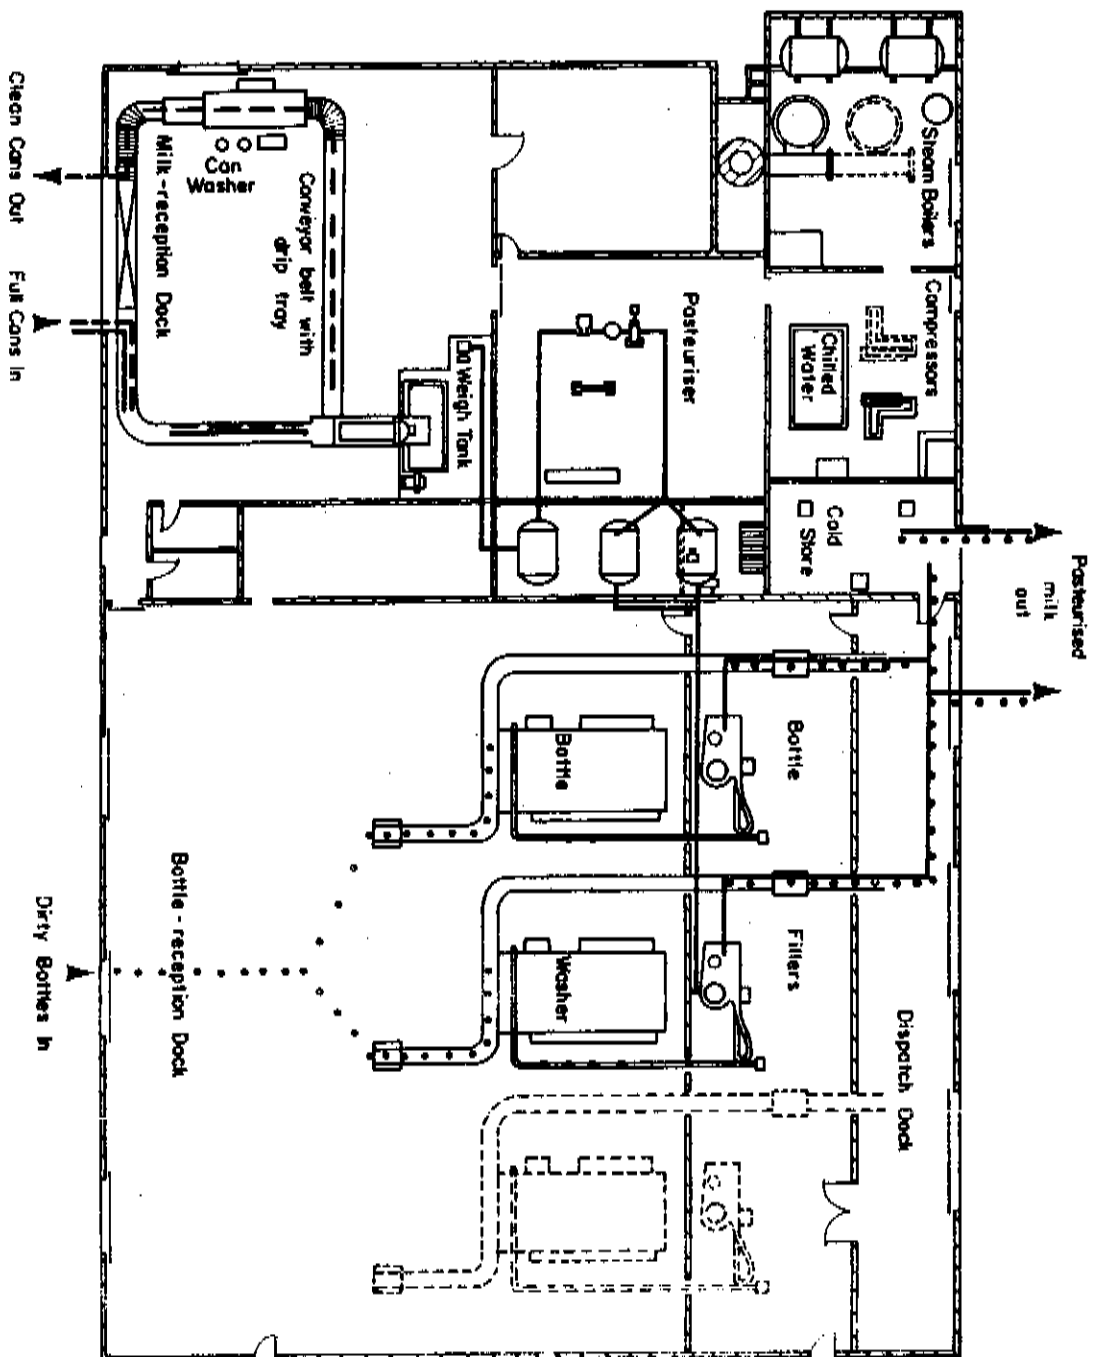 Steam Boilers
Compressors
Chilled
Water
Cold
Store
Pasteurised
milk
out
Pasteuriser
Weigh Tank
Conveyor belt with
drip tray
Can
Washer
Milk-reception Dock
Clean Cans Out
Full Cans In
Bottle
Fillers
Bottle
Washer
Dispatch Dock
Bottle-reception Dock
Dirty Bottles In